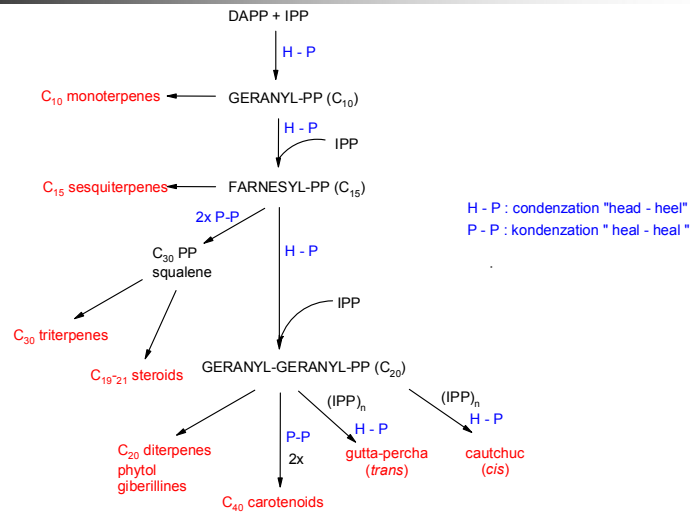 DAPP + IPP
H - P
C₁₀ monoterpenes
GERANYL-PP (C₁₀)
H - P
IPP
C₁₅ sesquiterpenes
FARNESYL-PP (C₁₅)
2x P-P
H - P : condenzation "head - heel"
P - P : kondenzation " heal - heal "
C₃₀ PP
squalene
H - P
.
IPP
C₃₀ triterpenes
C₁₉-₂₁ steroids
GERANYL-GERANYL-PP (C₂₀)
(IPP)ₙ
H - P
(IPP)ₙ
H - P
P-P
2x
C₂₀ diterpenes
phytol
giberillines
gutta-percha
(trans)
cautchuc
(cis)
C₄₀ carotenoids